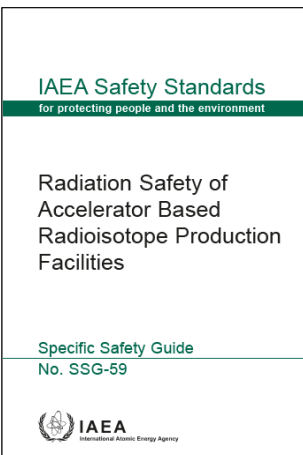 IAEA Safety Standards
for protecting people and the environment
Radiation Safety of
Accelerator Based
Radioisotope Production
Facilities
Specific Safety Guide
No. SSG-59
IAEA
International Atomic Energy Agency